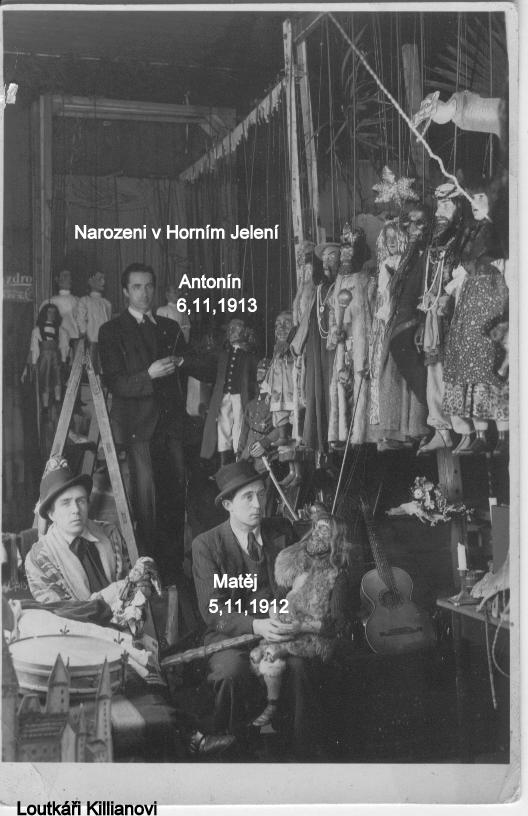 Narozeni v Horním Jelení
Antonín
6,11,1913
Matěj
5,11,1912
Loutkáři Killianovi